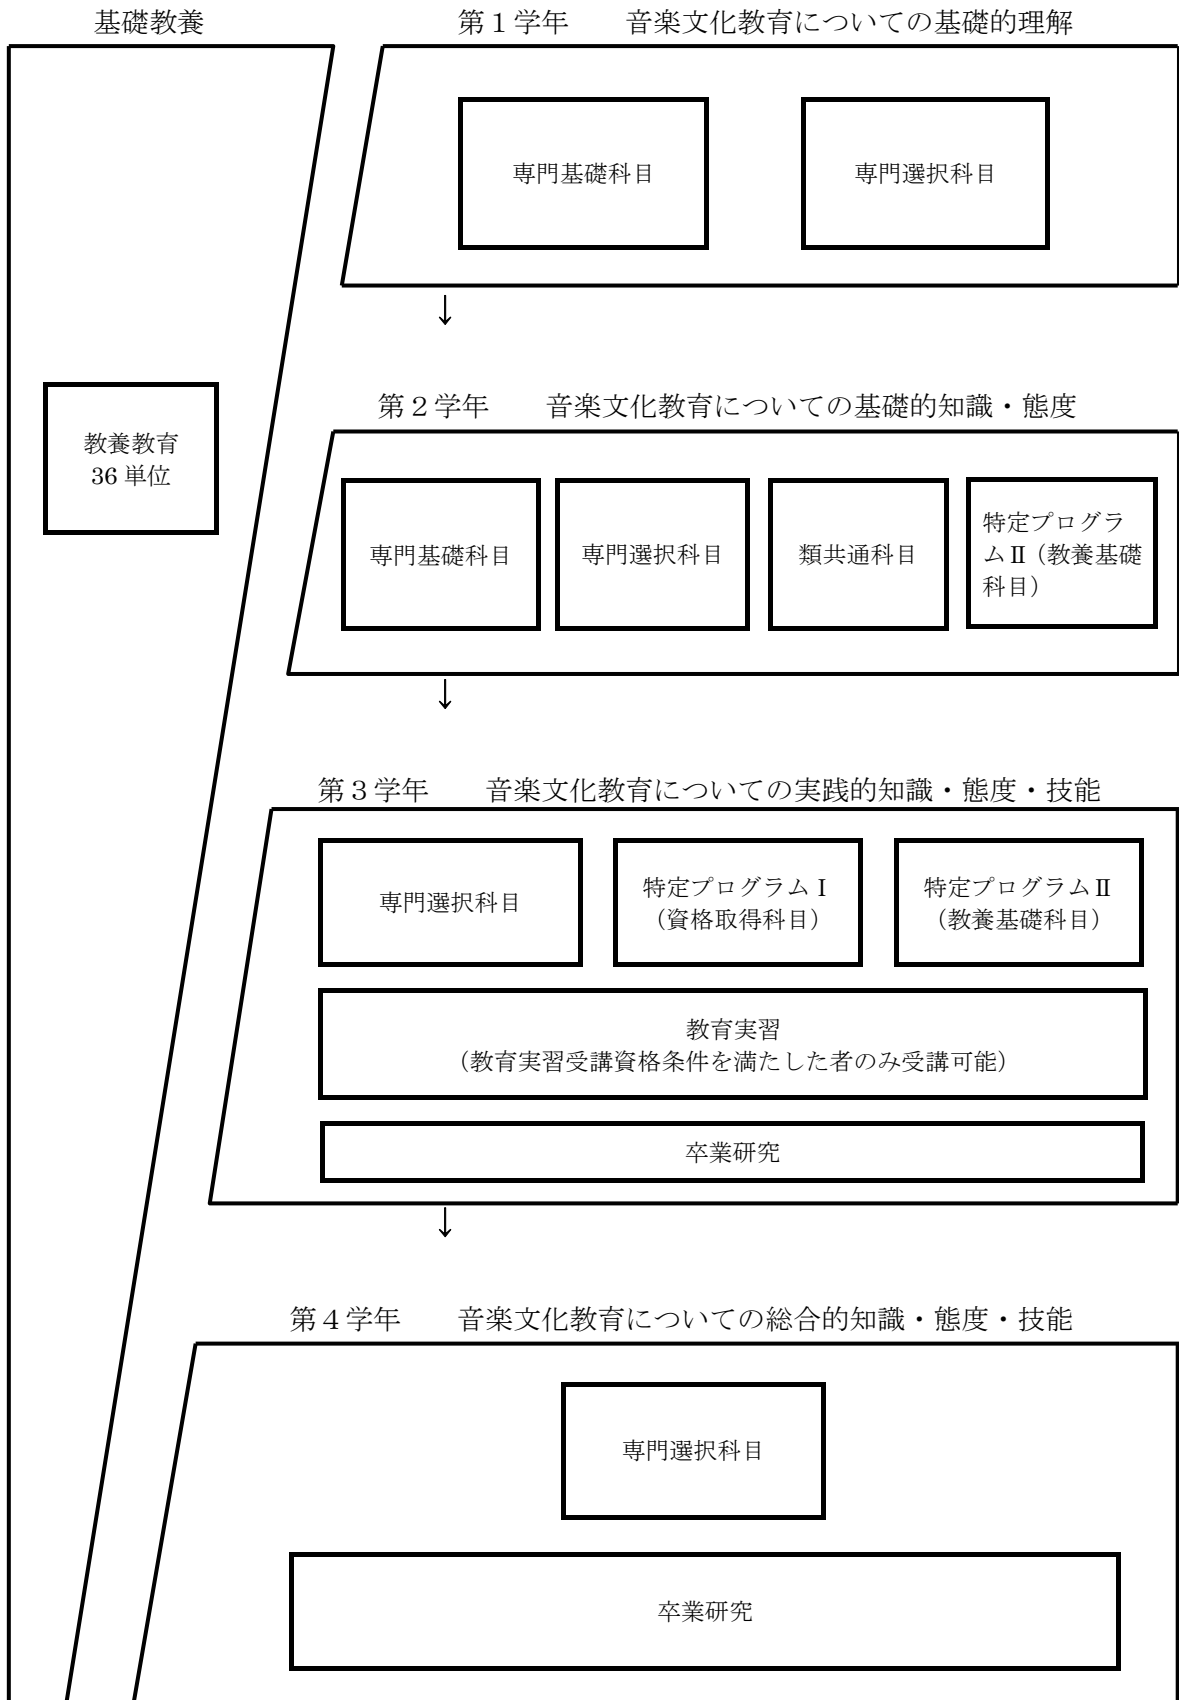 基礎教養
第１学年　　音楽文化教育についての基礎的理解
専門基礎科目
専門選択科目
↓
教養教育
36 単位
第２学年　　音楽文化教育についての基礎的知識・態度
専門基礎科目
専門選択科目
類共通科目
特定プログラ
ムⅡ（教養基礎
科目）
↓
第３学年　　音楽文化教育についての実践的知識・態度・技能
専門選択科目
特定プログラムⅠ
（資格取得科目）
特定プログラムⅡ
（教養基礎科目）
教育実習
（教育実習受講資格条件を満たした者のみ受講可能）
卒業研究
↓
第４学年　　音楽文化教育についての総合的知識・態度・技能
専門選択科目
卒業研究